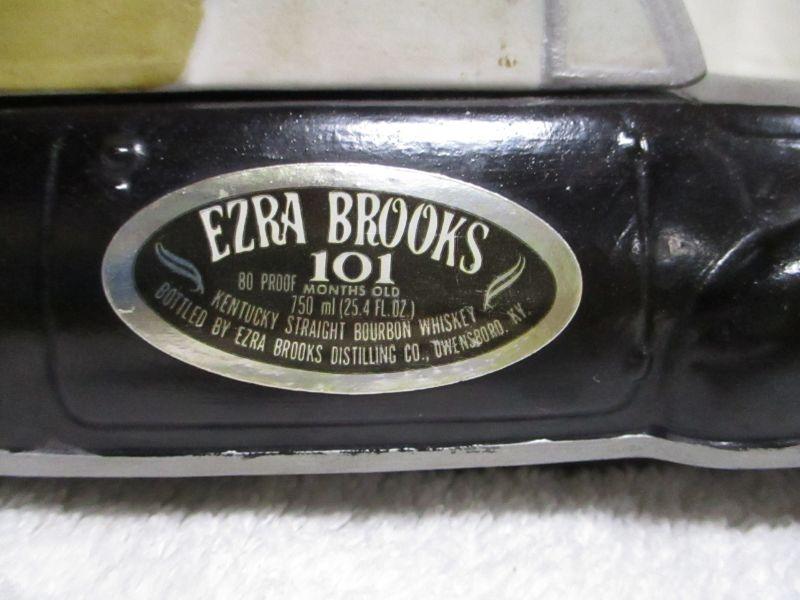 EZRA BROOKS
101
80 PROOF MONTHS OLD
750 ml (25.4 FL.OZ.)
KENTUCKY STRAIGHT BOURBON WHISKEY
BOTTLED BY EZRA BROOKS DISTILLING CO., OWENSBORO, KY.